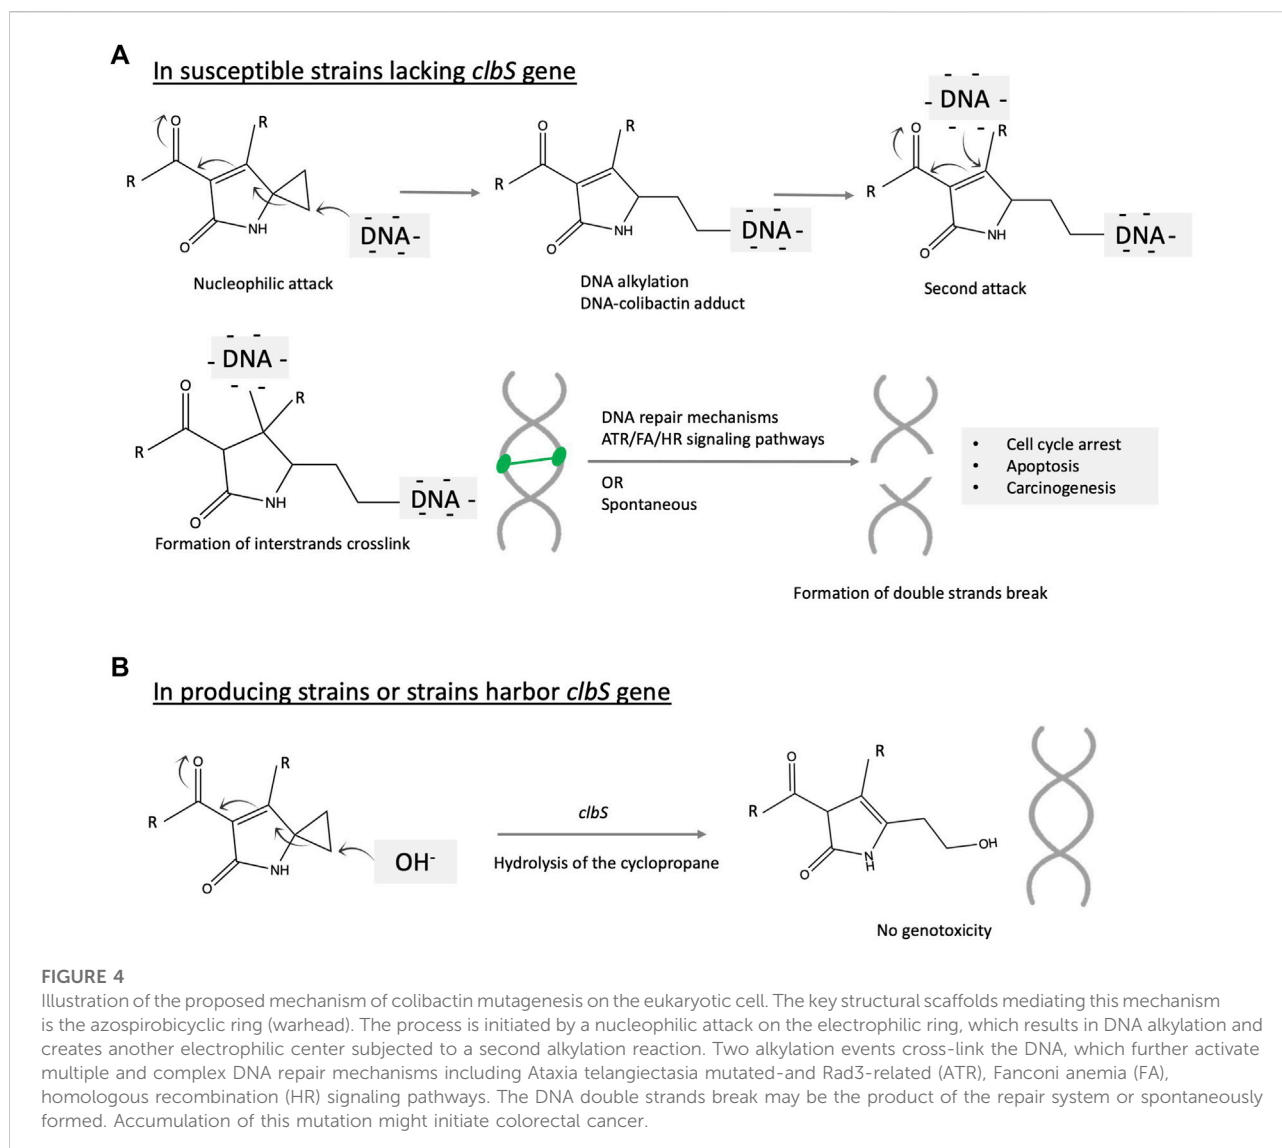 A
In susceptible strains lacking clbS gene
O
R
R
O
NH
DNA
Nucleophilic attack
O
R
R
O
NH
DNA
DNA alkylation
DNA-colibactin adduct
DNA
O
R
R
O
NH
DNA
Second attack
DNA
O
R
R
O
NH
DNA
Formation of interstrands crosslink
DNA repair mechanisms
ATR/FA/HR signaling pathways
OR
Spontaneous
• Cell cycle arrest
• Apoptosis
• Carcinogenesis
Formation of double strands break
B
In producing strains or strains harbor clbS gene
O
R
R
O
NH
OH-
clbS
Hydrolysis of the cyclopropane
O
R
R
O
N
H
OH
No genotoxicity
FIGURE 4
Illustration of the proposed mechanism of colibactin mutagenesis on the eukaryotic cell. The key structural scaffolds mediating this mechanism
is the azospirobicyclic ring (warhead). The process is initiated by a nucleophilic attack on the electrophilic ring, which results in DNA alkylation and
creates another electrophilic center subjected to a second alkylation reaction. Two alkylation events cross-link the DNA, which further activate
multiple and complex DNA repair mechanisms including Ataxia telangiectasia mutated-and Rad3-related (ATR), Fanconi anemia (FA),
homologous recombination (HR) signaling pathways. The DNA double strands break may be the product of the repair system or spontaneously
formed. Accumulation of this mutation might initiate colorectal cancer.